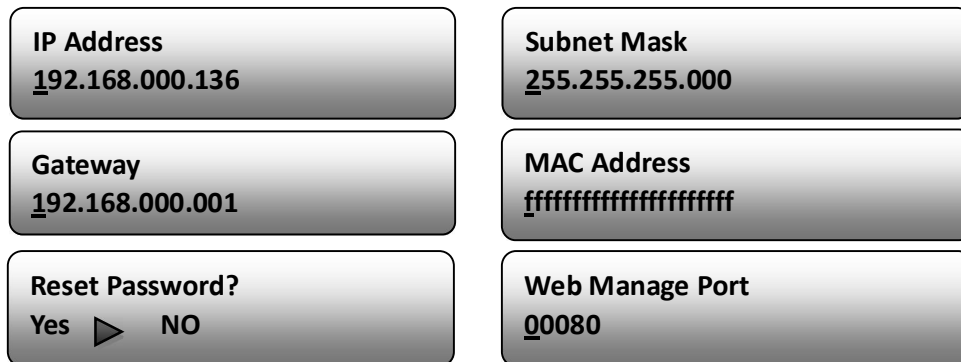 IP Address
192.168.000.136
Subnet Mask
255.255.255.000
Gateway
192.168.000.001
MAC Address
ffffffffffffffffffffff
Reset Password?
Yes NO
Web Manage Port
00080